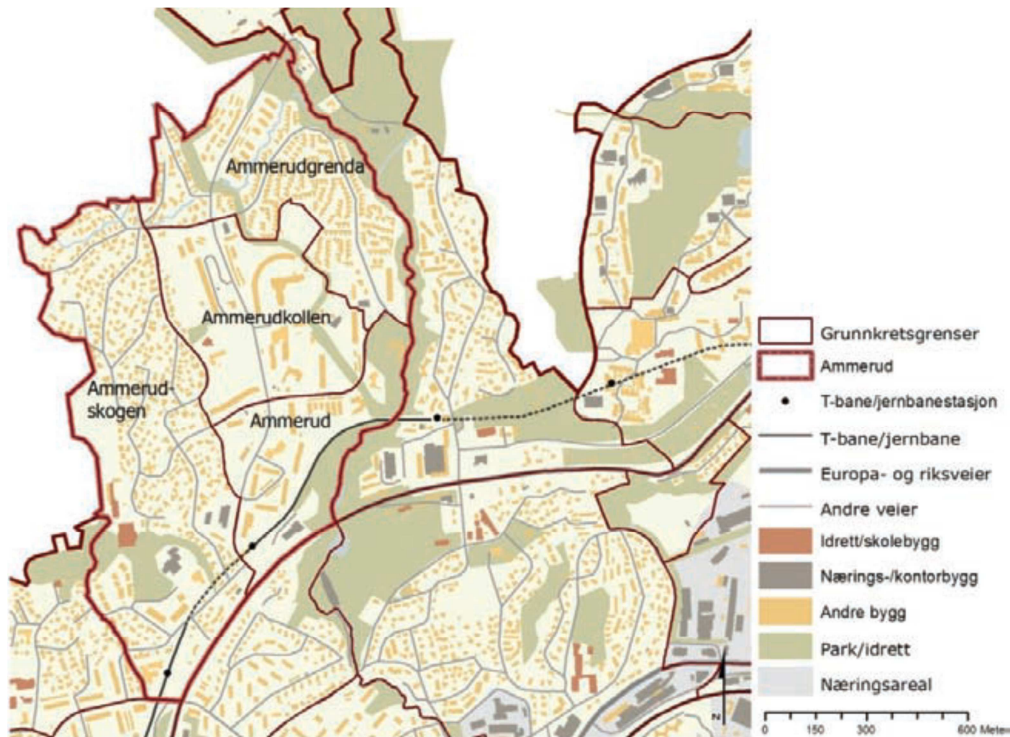 Ammerudgrenda
Ammerudkollen
Ammerud-
skogen
Ammerud
Grunnkretsgrenser
Ammerud
T-bane/jernbanestasjon
T-bane/jernbane
Europa- og riksveier
Andre veier
Idrett/skolebygg
Nærings-/kontorbygg
Andre bygg
Park/idrett
Næringsareal
N
0 150 300 600 Meter